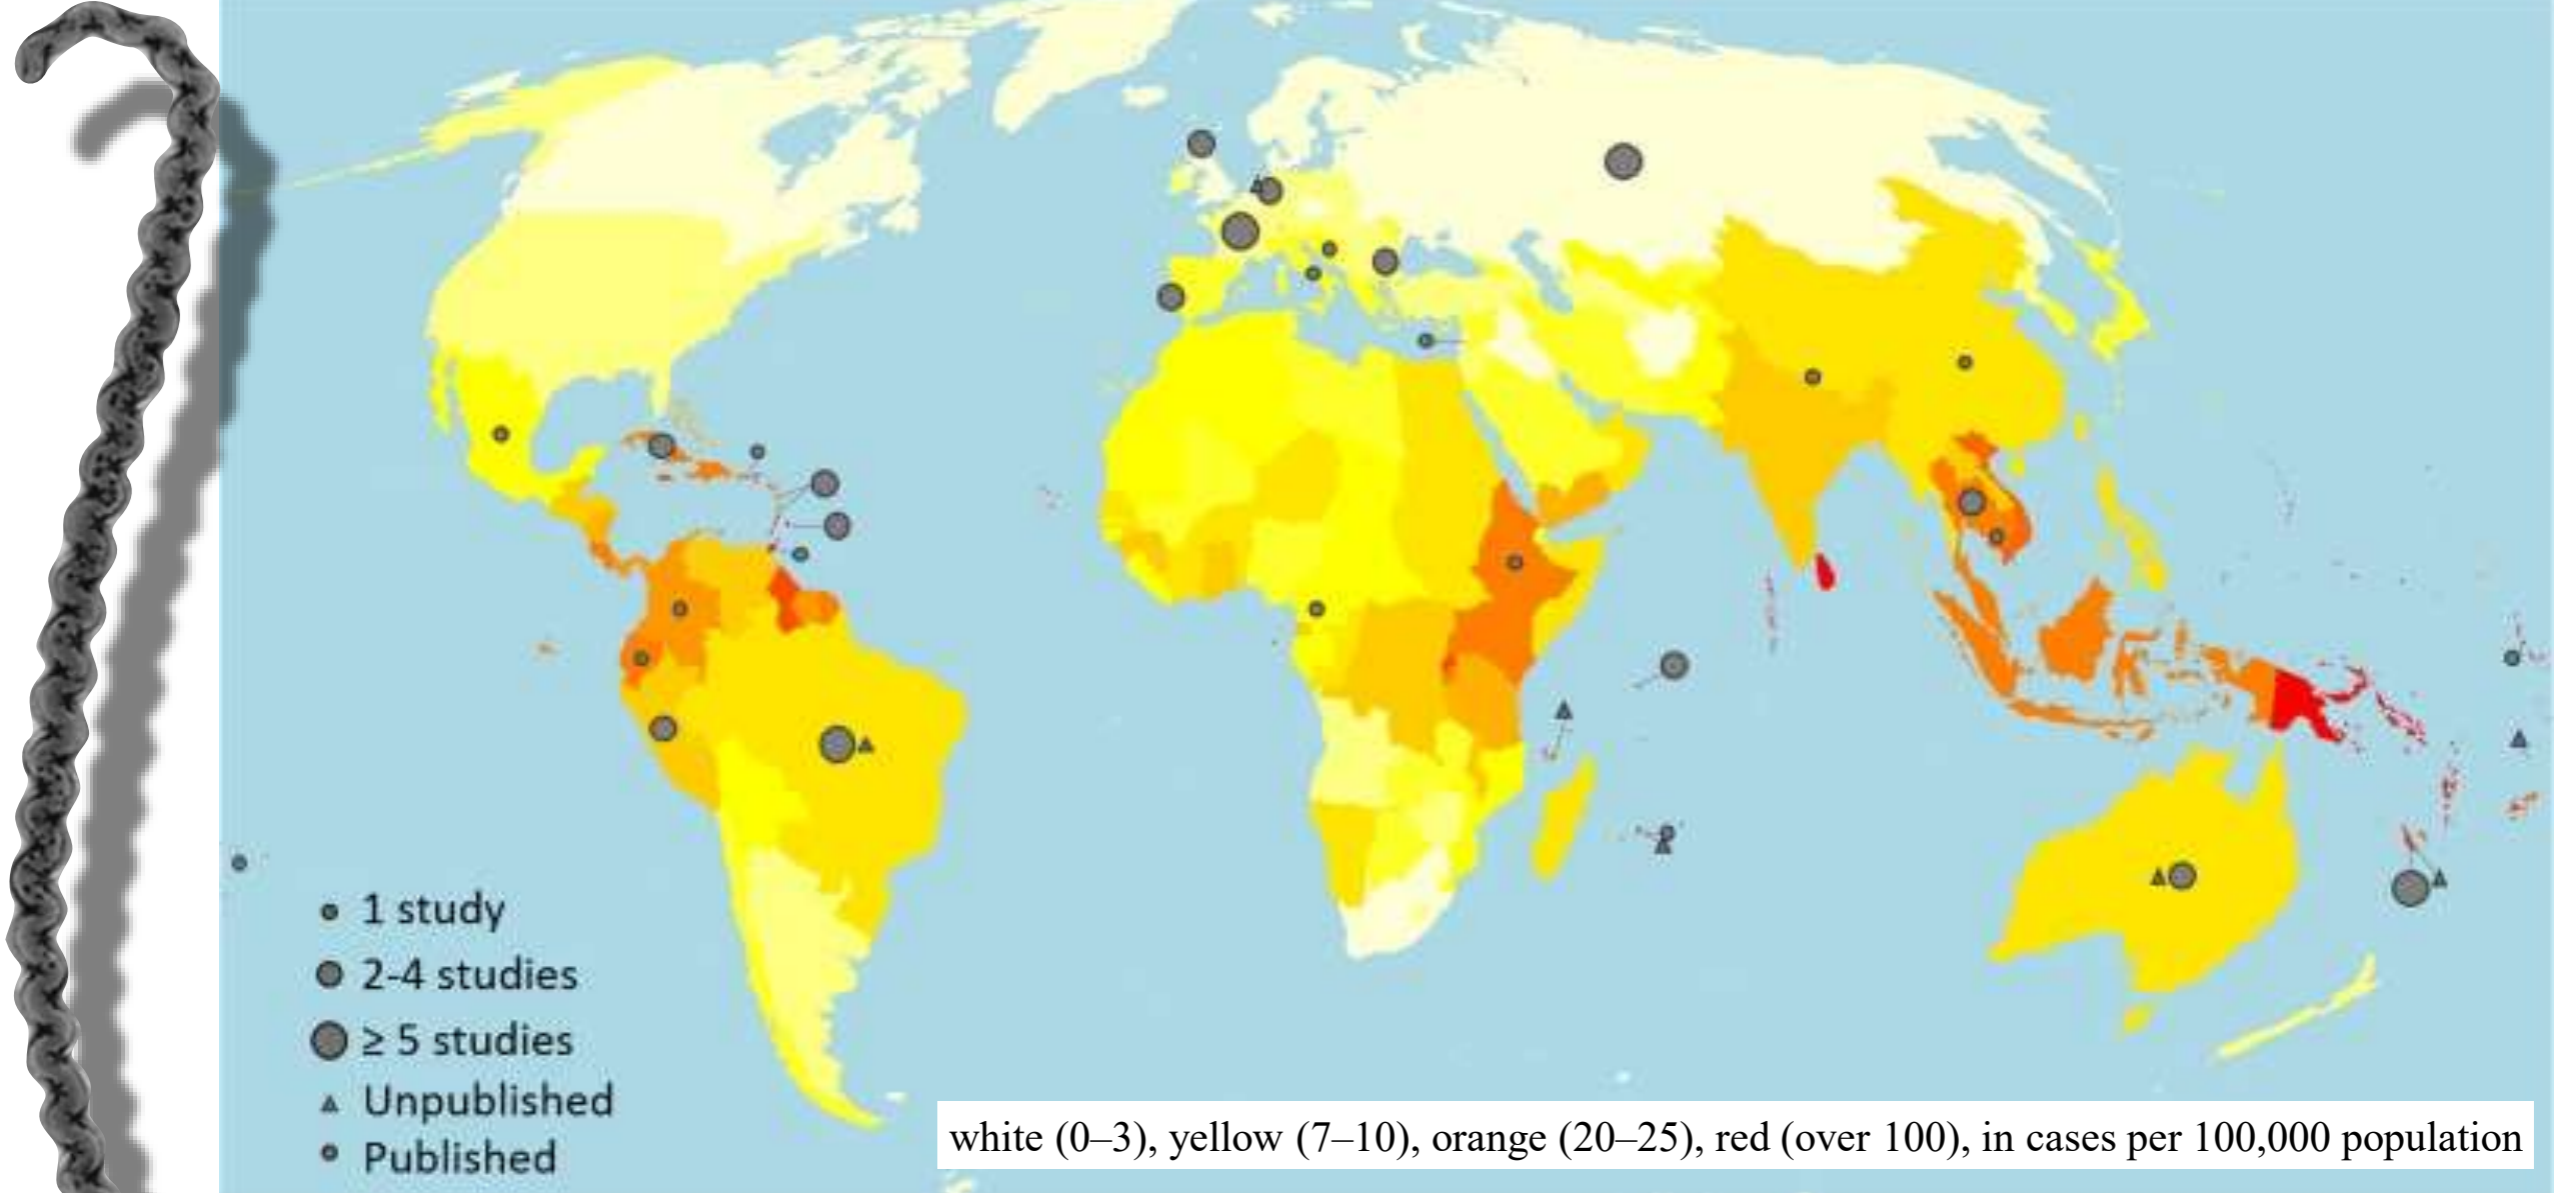 1 study
2-4 studies
≥ 5 studies
Unpublished
Published
white (0–3), yellow (7–10), orange (20–25), red (over 100), in cases per 100,000 population